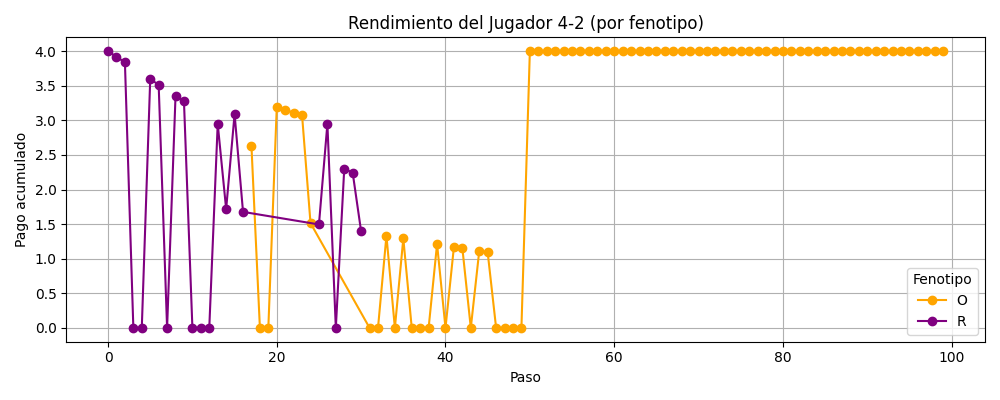 Rendimiento del Jugador 4-2 (por fenotipo)
Pago acumulado
4.0
3.5
3.0
2.5
2.0
1.5
1.0
0.5
0.0
Fenotipo
O
R
0 20 40 60 80 100
Paso